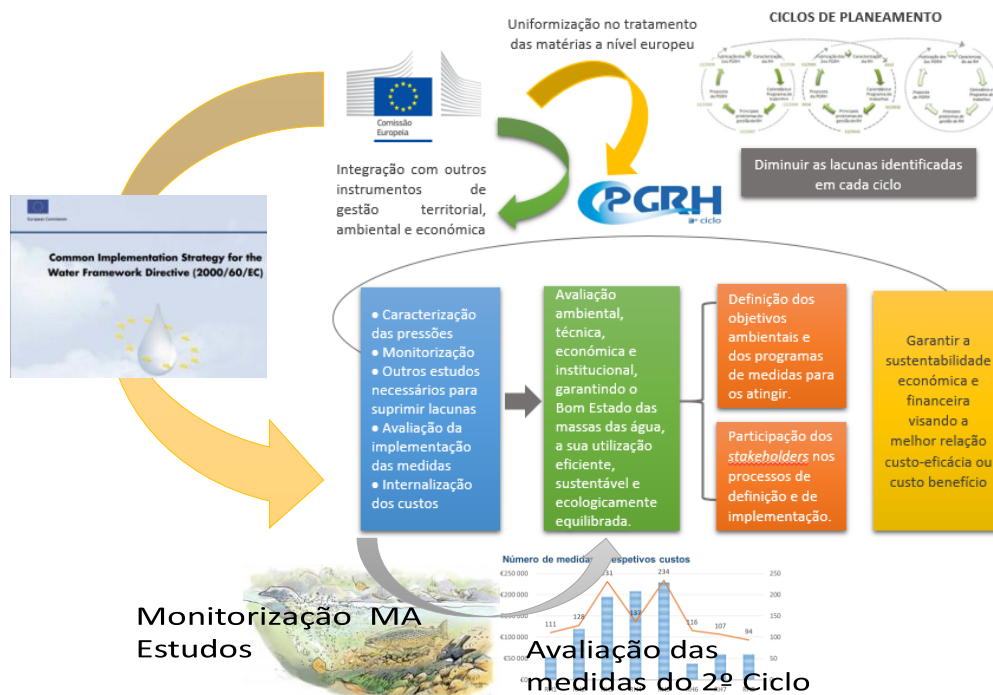 Uniformização no tratamento
das matérias a nível europeu
CICLOS DE PLANEAMENTO
Comissão
Europeia
Diminuir as lacunas identificadas
em cada ciclo
Integração com outros
instrumentos de
gestão territorial,
ambiental e económica
PGRH
ciclo
European Commission
Common Implementation Strategy for the
Water Framework Directive (2000/60/EC)
● Caracterização
das pressões
● Monitorização
● Outros estudos
necessários para
suprimir lacunas
● Avaliação da
implementação
das medidas
● Internalização
dos custos
Avaliação
ambiental,
técnica,
económica e
institucional,
garantindo o
Bom Estado das
massas das água,
a sua utilização
eficiente,
sustentável e
ecologicamente
equilibrada.
Definição dos
objetivos
ambientais e
dos programas
de medidas para
os atingir.
Participação dos
stakeholders nos
processos de
definição e de
implementação.
Garantir a
sustentabilidade
económica e
financeira
visando a
melhor relação
custo-eficácia ou
custo benefício
Número de medidas respetivos custos
€250 000
€200 000
€150 000
€100 000
€50 000
250
200
150
100
50
111
128
231
137
234
116
107
94
Monitorização MA
Estudos
Avaliação das
medidas do 2º Ciclo